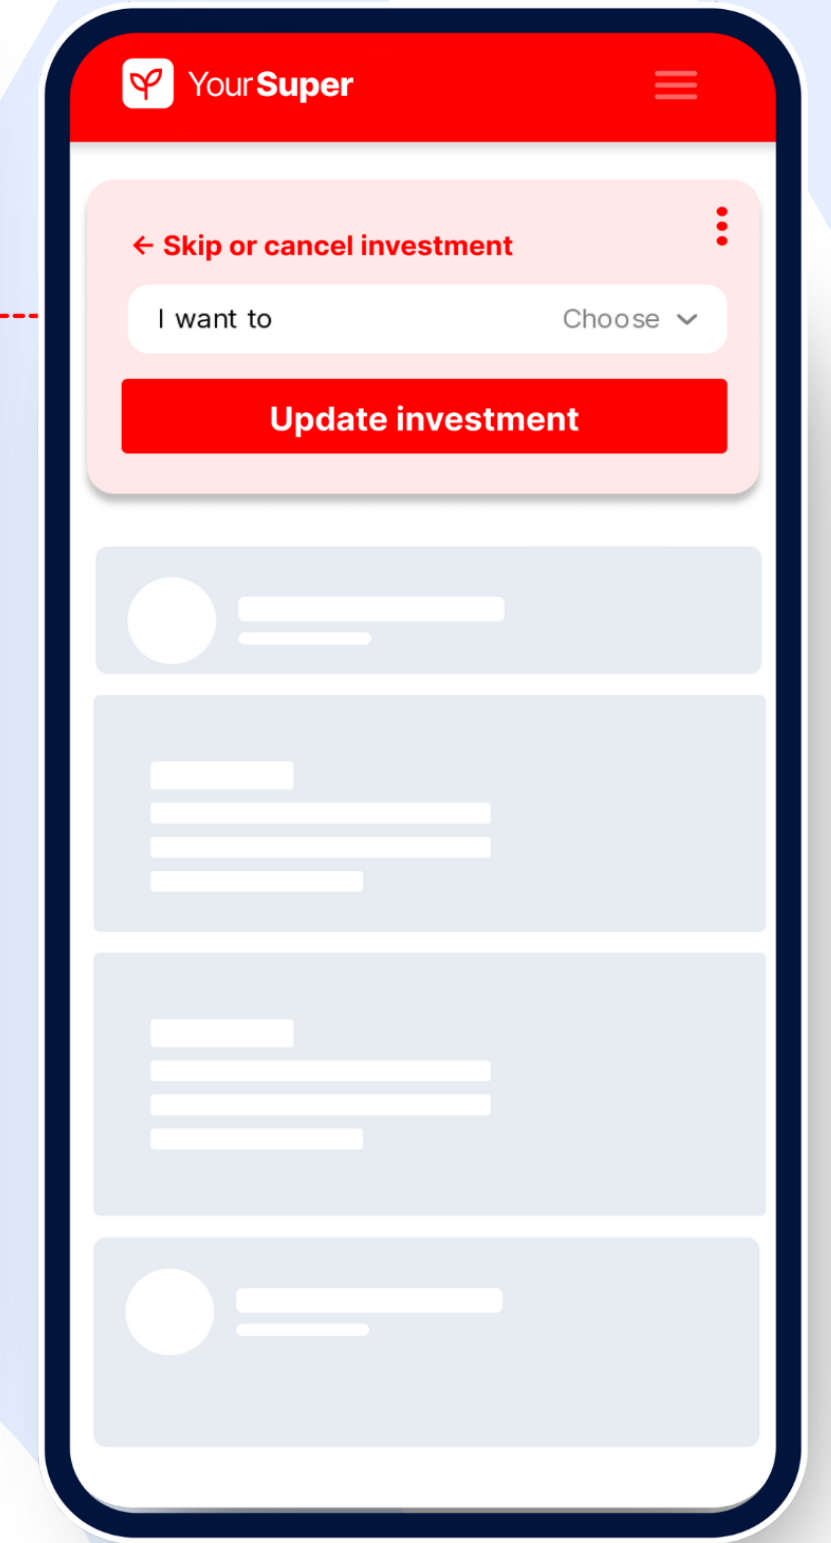 YourSuper
← Skip or cancel investment
I want to Choose
Update investment